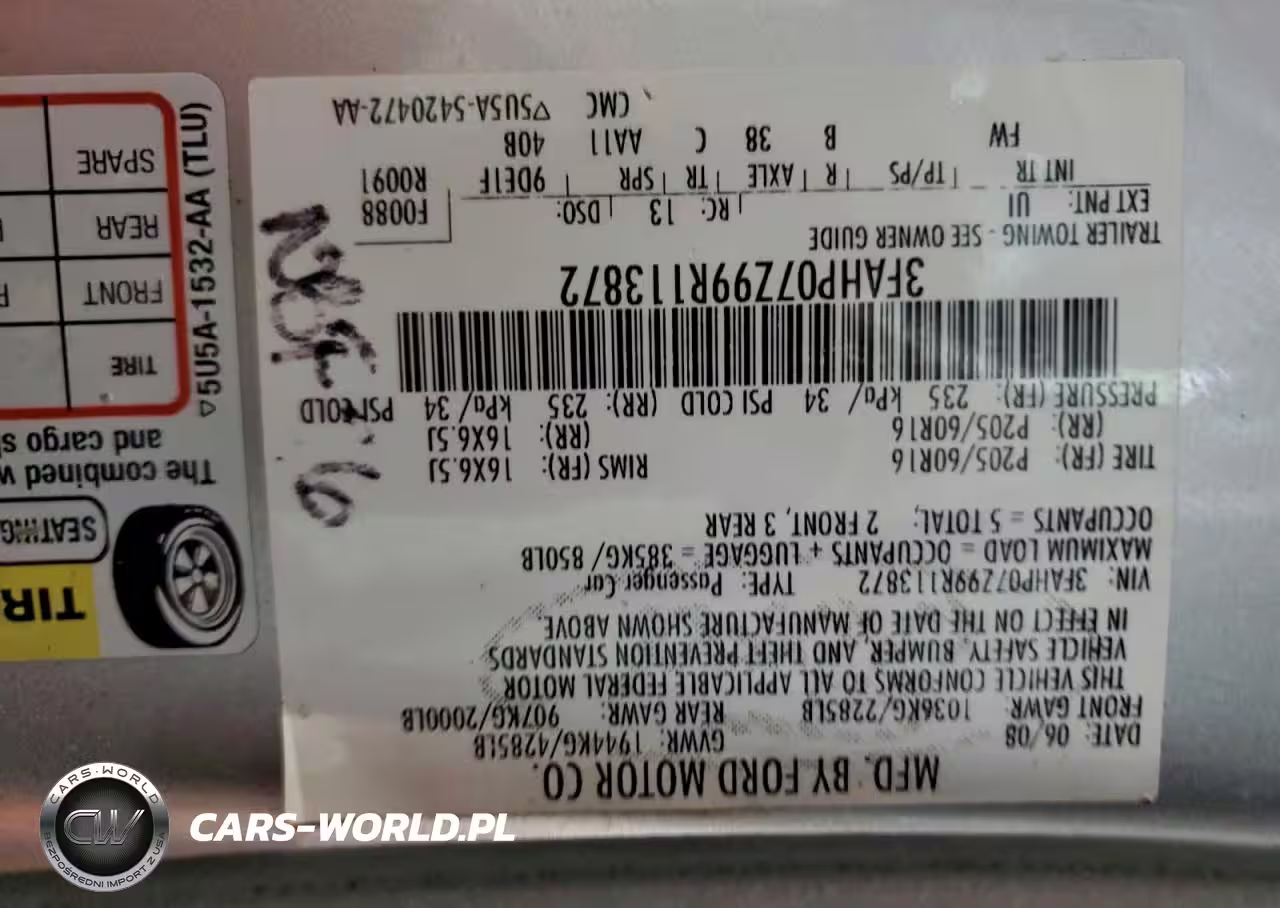 MFD. BY FORD MOTOR CO.
DATE: 06/08 GVWR: 1944KG/4285LB
FRONT GAWR: 1036KG/2285LB REAR GAWR: 907KG/2000LB
THIS VEHICLE CONFORMS TO ALL APPLICABLE FEDERAL MOTOR
VEHICLE SAFETY, BUMPER, AND THEFT PREVENTION STANDARDS
IN EFFECT ON THE DATE OF MANUFACTURE SHOWN ABOVE.
VIN: 3FAHP07Z99R113872 TYPE: Passenger Car
MAXIMUM LOAD = OCCUPANTS + LUGGAGE = 385KG/ 850LB
OCCUPANTS = 5 TOTAL, 2 FRONT, 3 REAR
TIRE (FR): P205/60R16 RIMS (FR): 16X6.5J
(RR): P205/60R16 (RR): 16X6.5J
PRESSURE (FR): 235 kPa/ 34 PSI COLD (RR): 235 kPa/ 34 PSI COLD
3FAHP07Z99R113872
TRAILER TOWING - SEE OWNER GUIDE
EXT PNT: UI RC: 13 DSO: F0088
INT TR TP/PS R AXLE TR SPR 9DE1F R0091
FW B 38 C AA11 40B
CMC ▽5U5A-5420472-AA
TIR
SEATING
The combined w
and cargo s
TIRE
FRONT
REAR
SPARE
▽5U5A-1532-AA (TLU)
CARS-WORLD
CW
BEZPOŚREDNI IMPORT Z USA
CARS-WORLD.PL